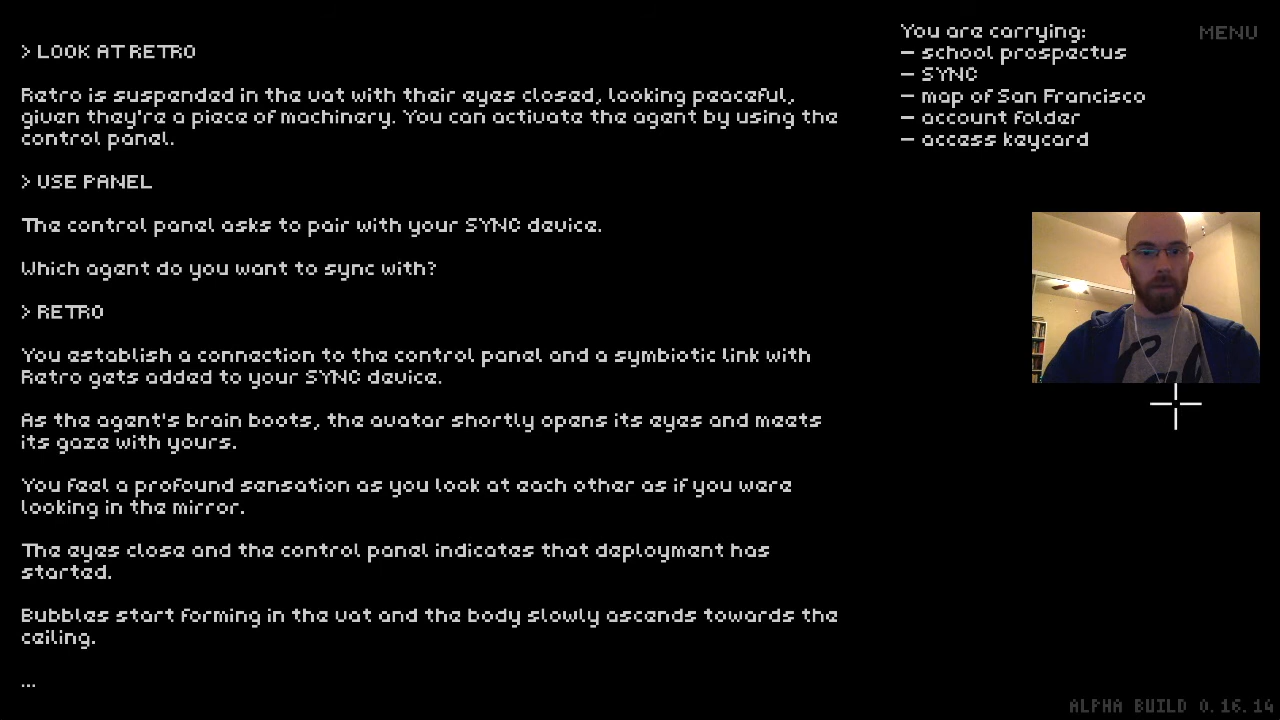 > LOOK AT RETRO
Retro is suspended in the vat with their eyes closed, looking peaceful,
given they're a piece of machinery. You can activate the agent by using the
control panel.
> USE PANEL
The control panel asks to pair with your SYNC device.
Which agent do you want to sync with?
> RETRO
You establish a connection to the control panel and a symbiotic link with
Retro gets added to your SYNC device.
As the agent's brain boots, the avatar shortly opens its eyes and meets
its gaze with yours.
You feel a profound sensation as you look at each other as if you were
looking in the mirror.
The eyes close and the control panel indicates that deployment has
started.
Bubbles start forming in the vat and the body slowly ascends towards the
ceiling.
...
You are carrying:
– school prospectus
– SYNC
– map of San Francisco
– account folder
– access keycard
MENU
ALPHA BUILD 0.16.14